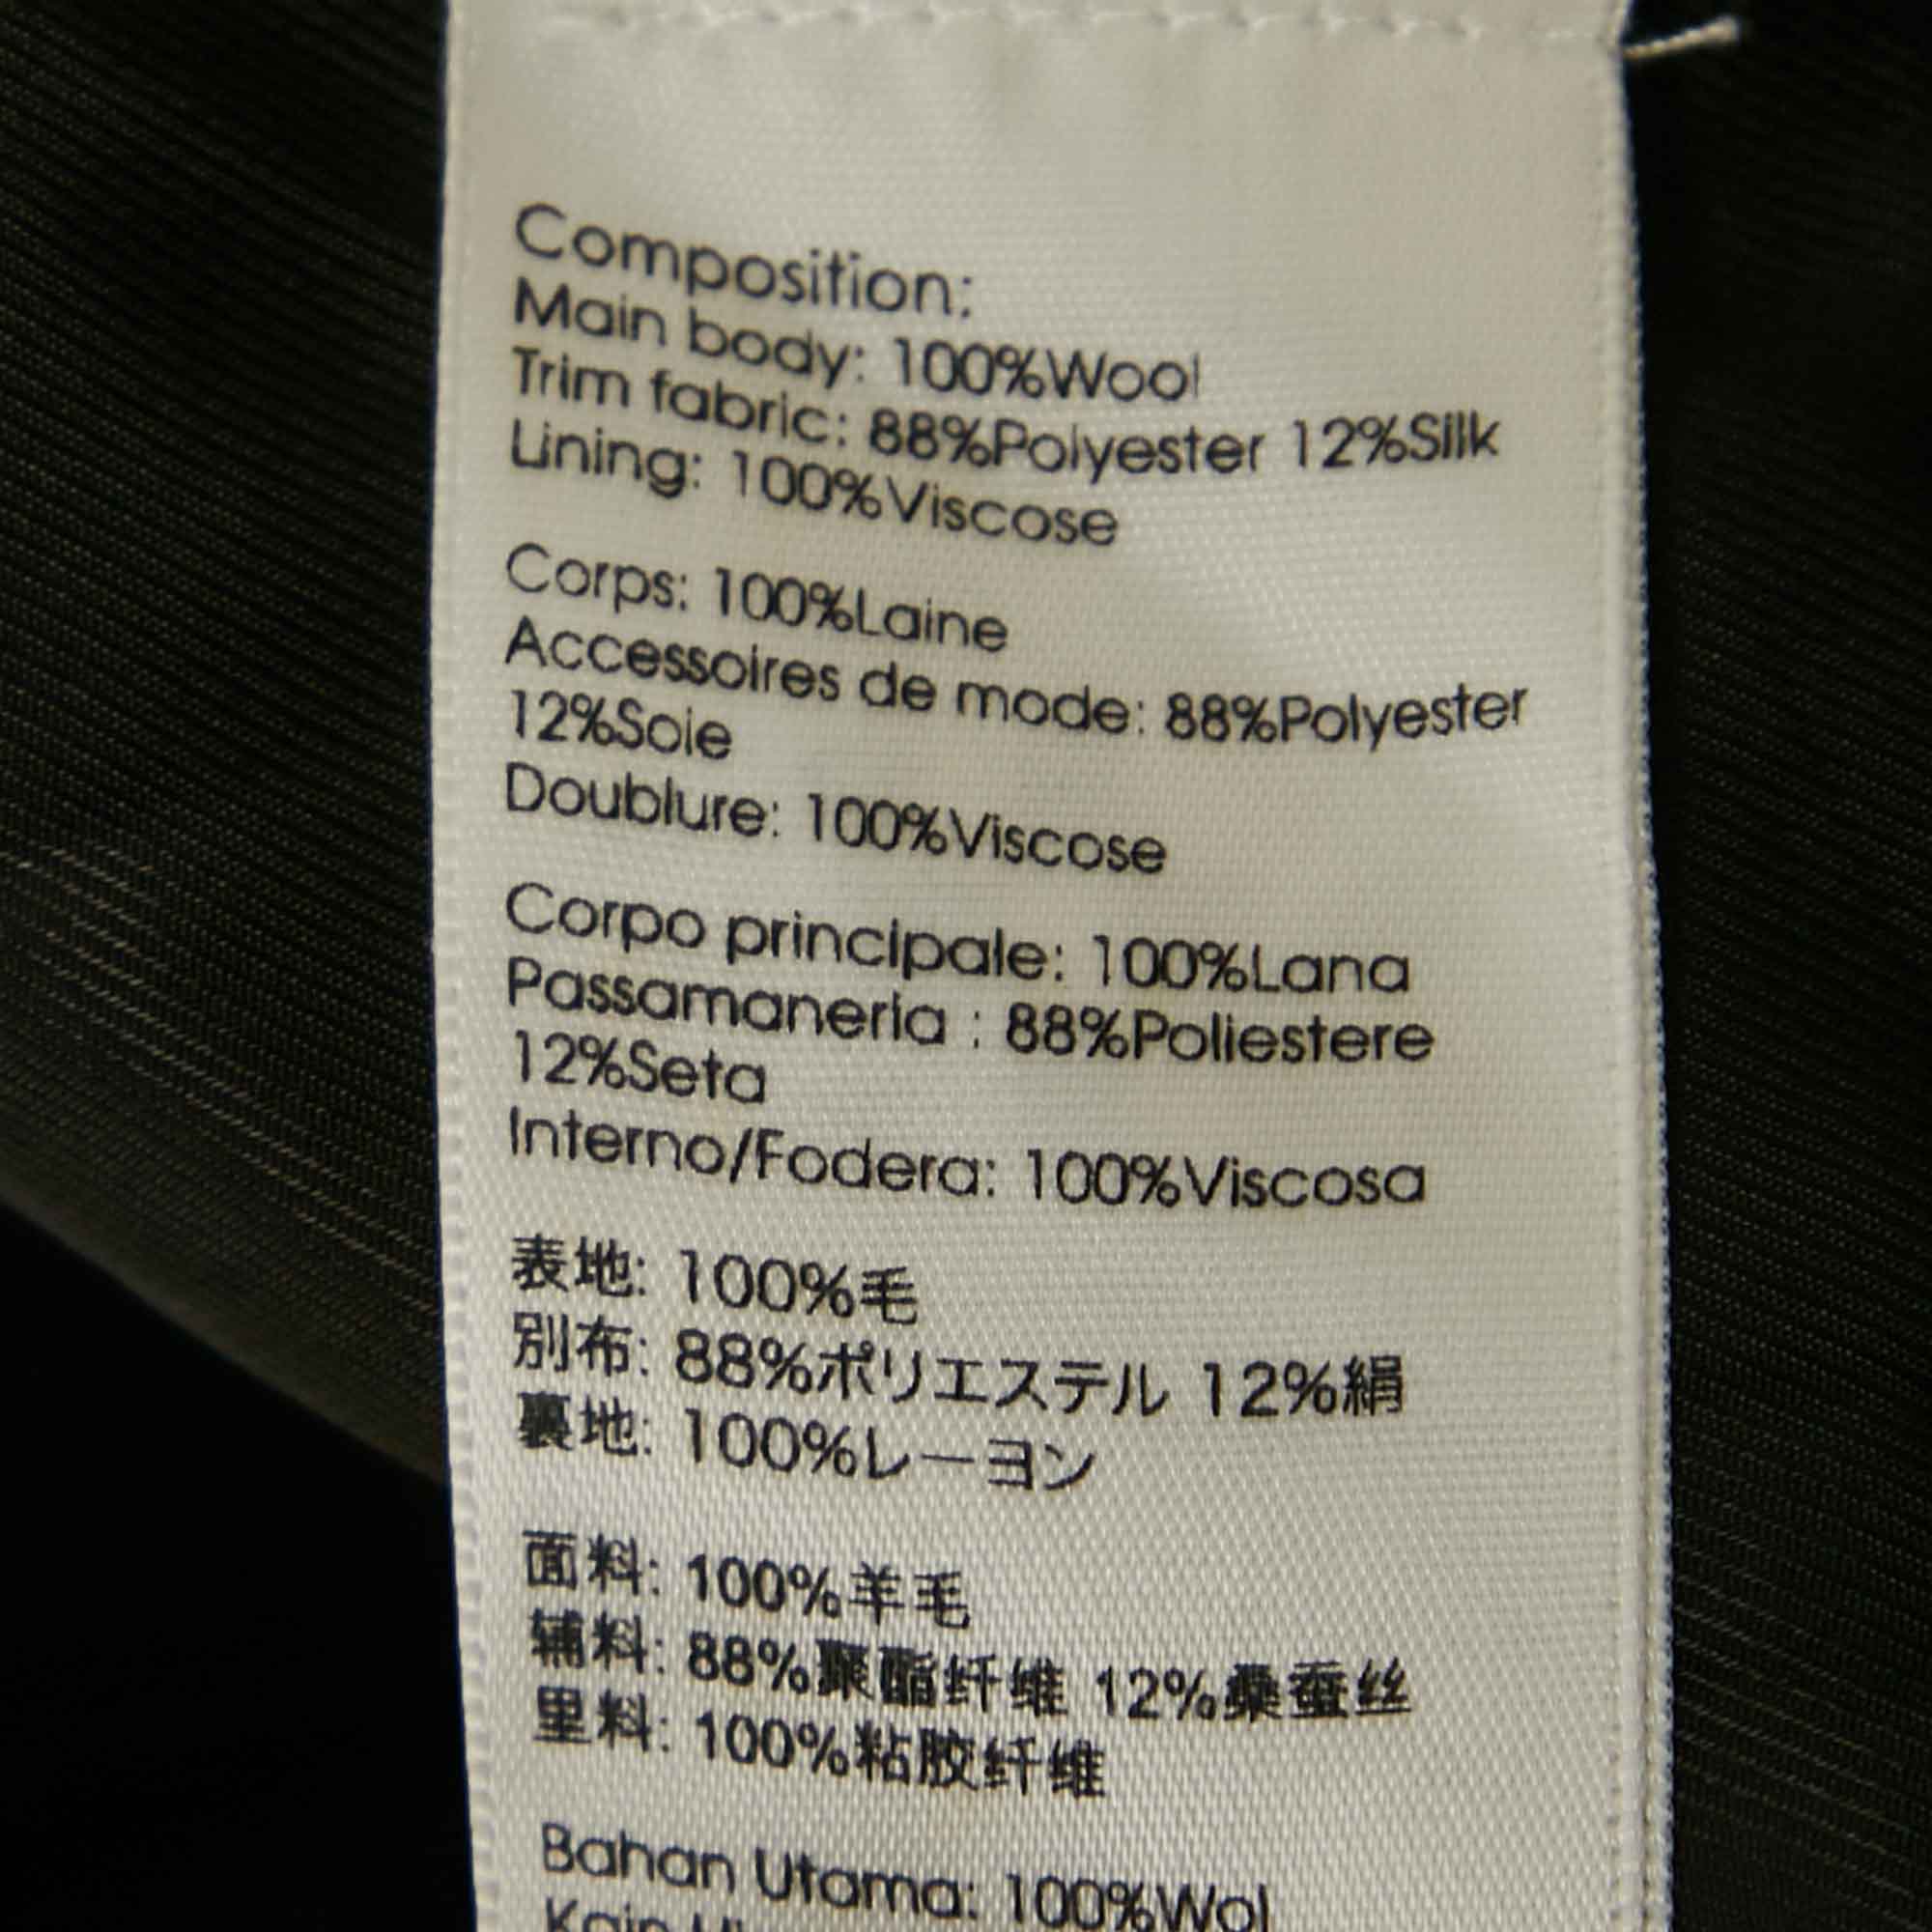 Composition:
Main body: 100%Wool
Trim fabric: 88%Polyester 12%Silk
Lining: 100%Viscose
Corps: 100%Laine
Accessoires de mode: 88%Polyester
12%Soie
Doublure: 100%Viscose
Corpo principale: 100%Lana
Passamaneria : 88%Poliestere
12%Seta
Interno/Fodera: 100%Viscosa
表地: 100%毛
別布: 88%ポリエステル 12%絹
裏地: 100%レーヨン
面料: 100%羊毛
辅料: 88%聚酯纤维 12%桑蚕丝
里料: 100%粘胶纤维
Bahan Utama: 100%Wol
Kain